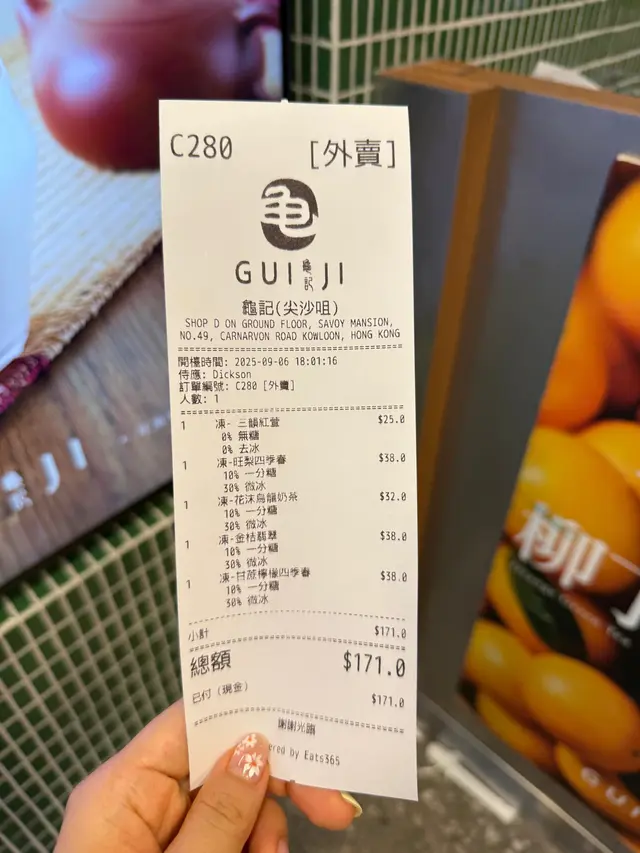 C280 [外賣]
龜
GUI 龜記 JI
龜記(尖沙咀)
SHOP D ON GROUND FLOOR, SAVOY MANSION,
NO.49, CARNARVON ROAD KOWLOON, HONG KONG
開檯時間: 2025-09-06 18:01:16
侍應: Dickson
訂單編號: C280 [外賣]
人數: 1
1 凍-三韻紅萱 $25.0
0% 無糖
0% 去冰
1 凍-旺梨四季春 $38.0
10% 一分糖
30% 微冰
1 凍-花沫烏龍奶茶 $32.0
10% 一分糖
30% 微冰
1 凍-金桔翡翠 $38.0
10% 一分糖
30% 微冰
1 凍-甘蔗檸檬四季春 $38.0
10% 一分糖
30% 微冰
小計 $171.0
總額 $171.0
已付 (現金) $171.0
謝謝光臨
ered by Eats365
JI
柳丁
GUI